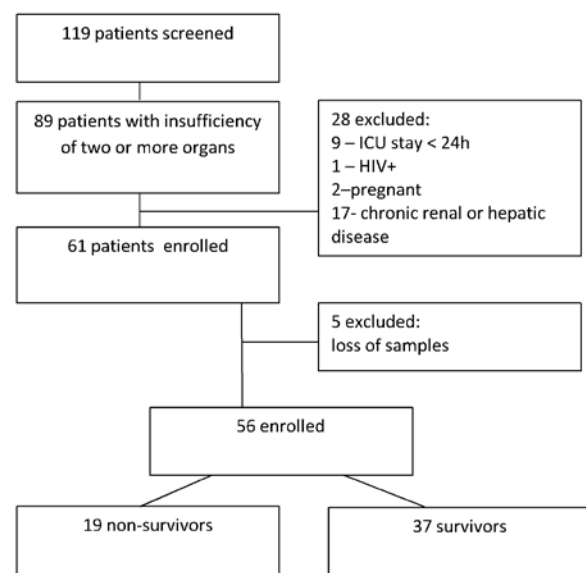 119 patients screened
89 patients with insufficiency
of two or more organs
28 excluded:
9 – ICU stay < 24h
1 – HIV+
2–pregnant
17- chronic renal or hepatic
disease
61 patients enrolled
5 excluded:
loss of samples
56 enrolled
19 non-survivors
37 survivors